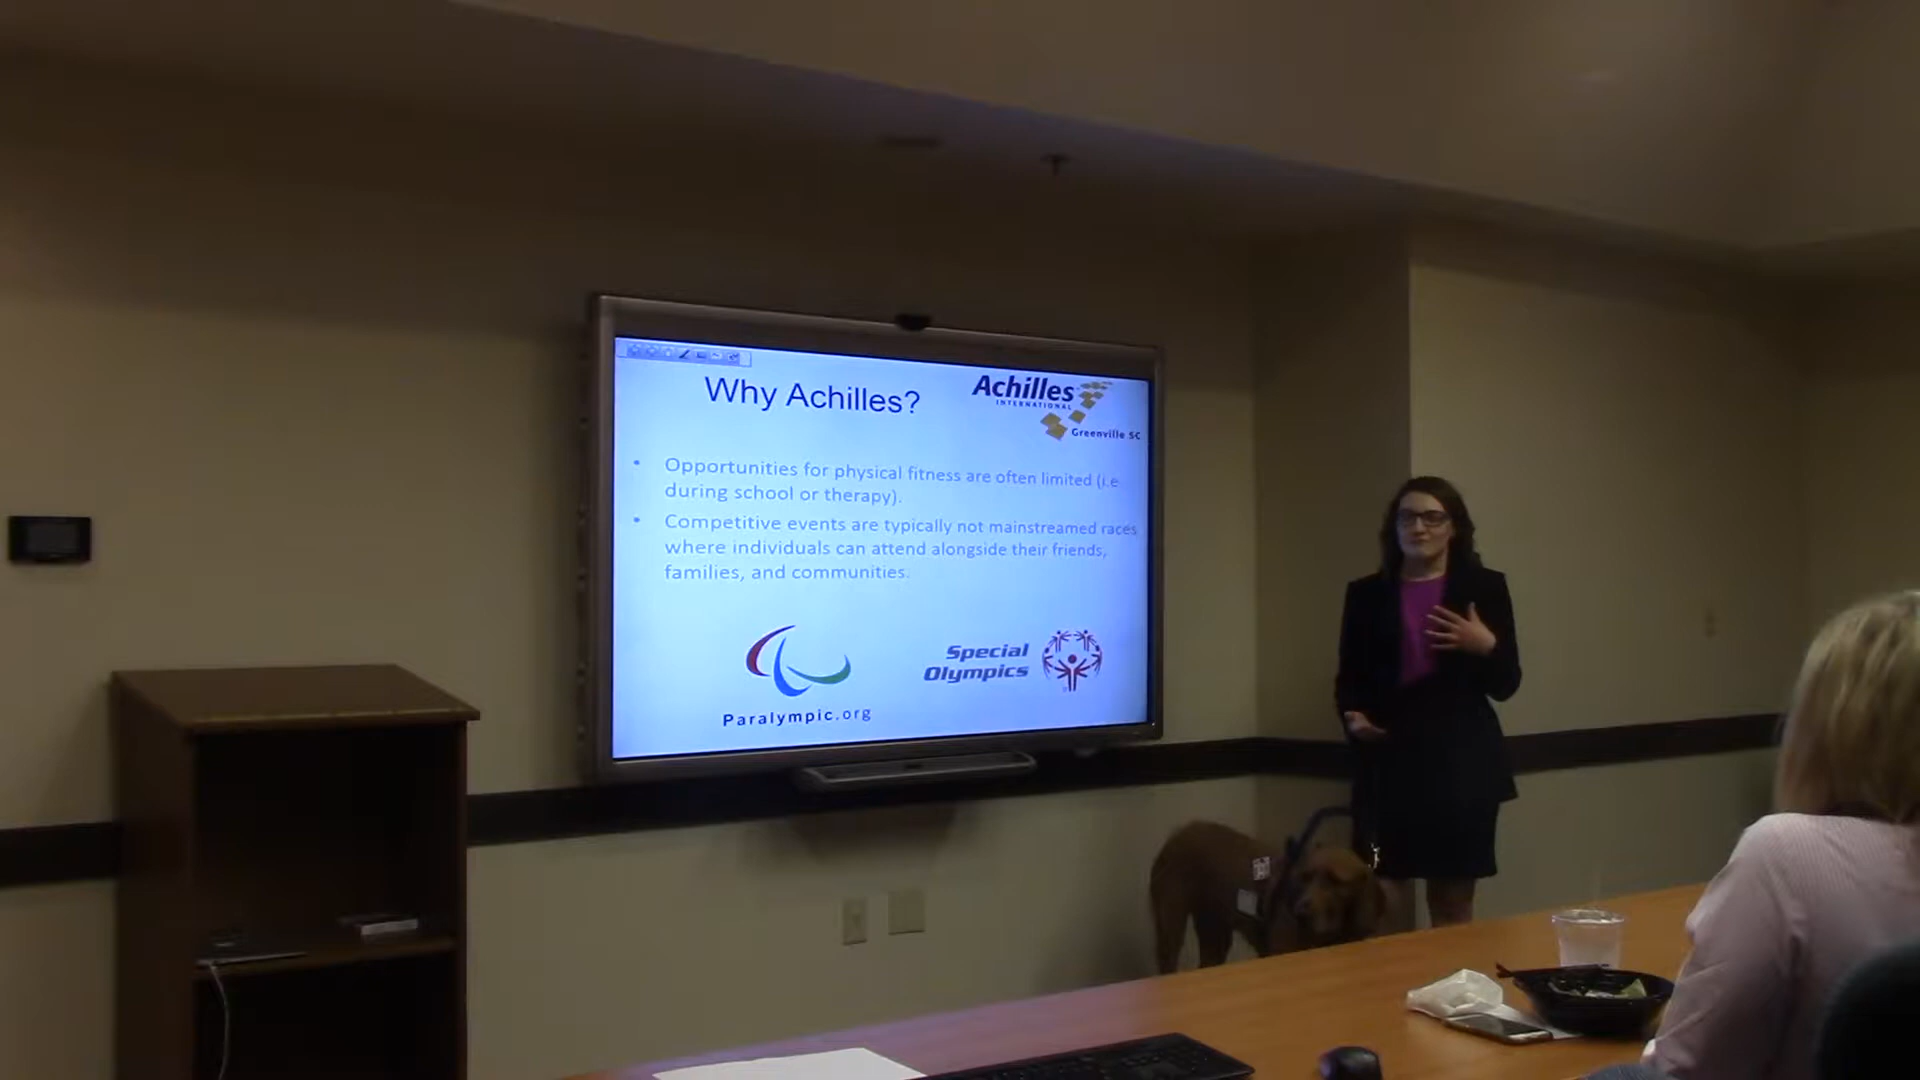 Why Achilles?
Achilles
INTERNATIONAL
Greenville SC
• Opportunities for physical fitness are often limited (i.e
during school or therapy).
• Competitive events are typically not mainstreamed races
where individuals can attend alongside their friends,
families, and communities.
Paralympic.org
Special
Olympics